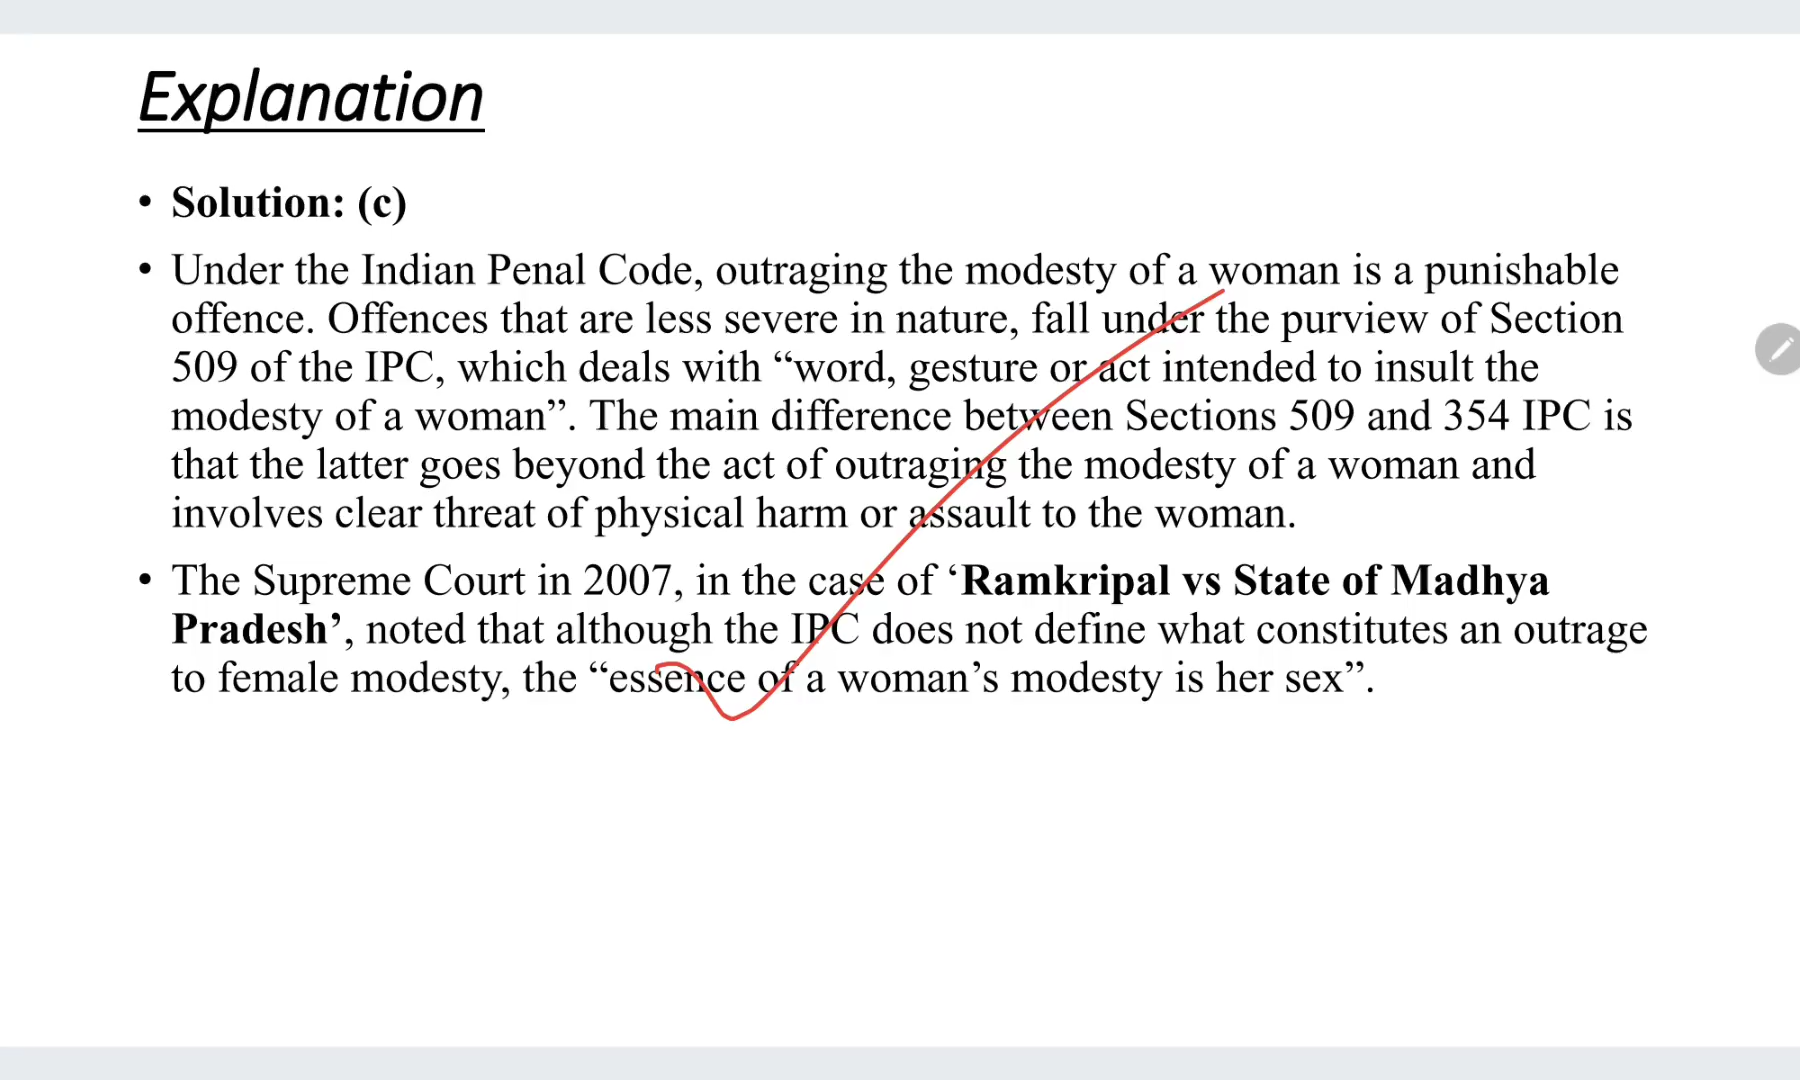 Explanation
• Solution: (c)
• Under the Indian Penal Code, outraging the modesty of a woman is a punishable
offence. Offences that are less severe in nature, fall under the purview of Section
509 of the IPC, which deals with “word, gesture or act intended to insult the
modesty of a woman”. The main difference between Sections 509 and 354 IPC is
that the latter goes beyond the act of outraging the modesty of a woman and
involves clear threat of physical harm or assault to the woman.
• The Supreme Court in 2007, in the case of ‘Ramkripal vs State of Madhya
Pradesh’, noted that although the IPC does not define what constitutes an outrage
to female modesty, the “essence of a woman’s modesty is her sex”.